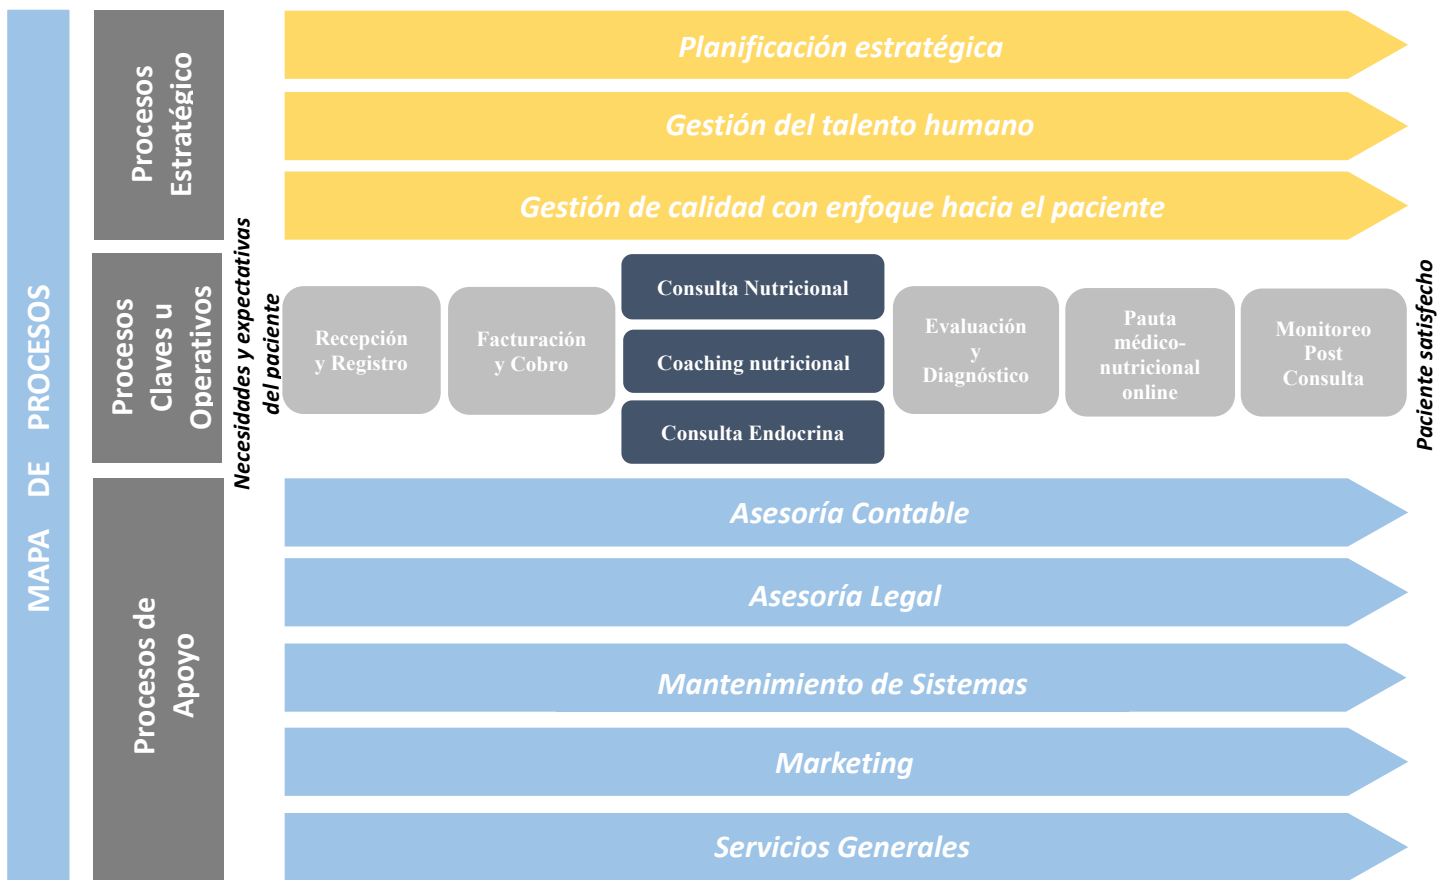 MAPA DE PROCESOS
Procesos
Estratégico
Planificación estratégica
Gestión del talento humano
Gestión de calidad con enfoque hacia el paciente
Procesos
Claves u
Operativos
Necesidades y expectativas
del paciente
Recepción
y Registro
Facturación
y Cobro
Consulta Nutricional
Coaching nutricional
Consulta Endocrina
Evaluación
y
Diagnóstico
Pauta
médico-
nutricional
online
Monitoreo
Post
Consulta
Paciente satisfecho
Procesos de
Apoyo
Asesoría Contable
Asesoría Legal
Mantenimiento de Sistemas
Marketing
Servicios Generales